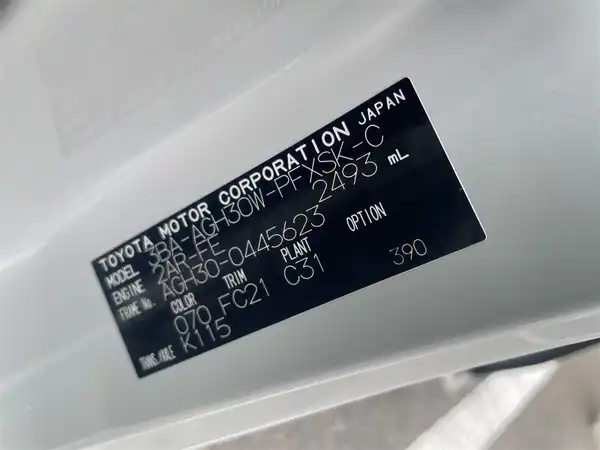 TOYOTA MOTOR CORPORATION JAPAN
MODEL 3BA-AGH30W-PFXSK-C
ENGINE 2AR-FE 2493 mL
FRAME No. AGH30-0445623
COLOR TRIM PLANT OPTION
070 FC21 C31 390
TRANS./AXLE K115